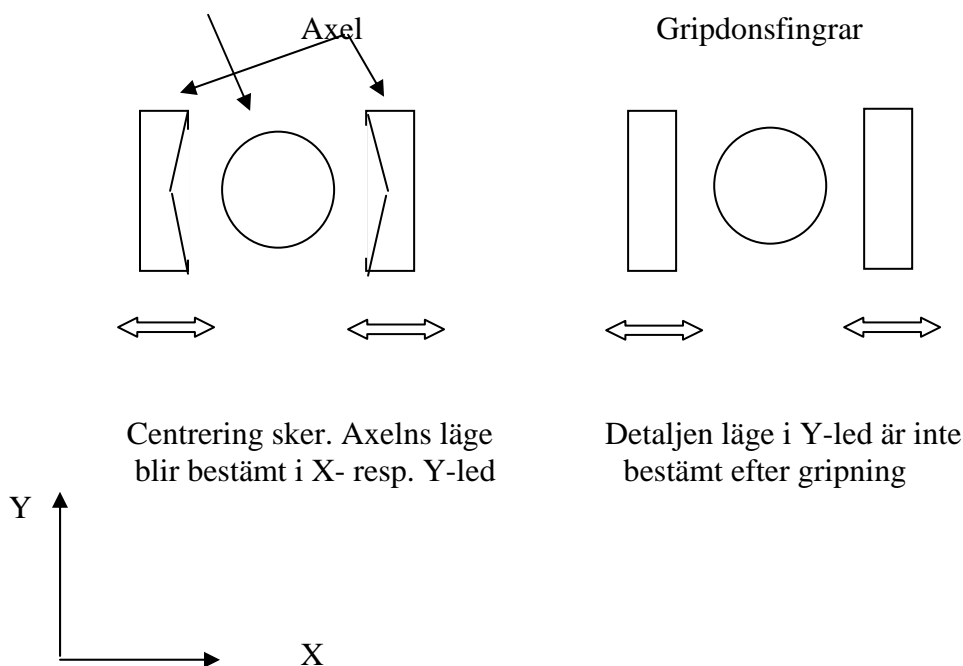 Axel
Gripdonsfingrar
Centrering sker. Axelns läge
blir bestämt i X- resp. Y-led
Detaljen läge i Y-led är inte
bestämt efter gripning
Y
X